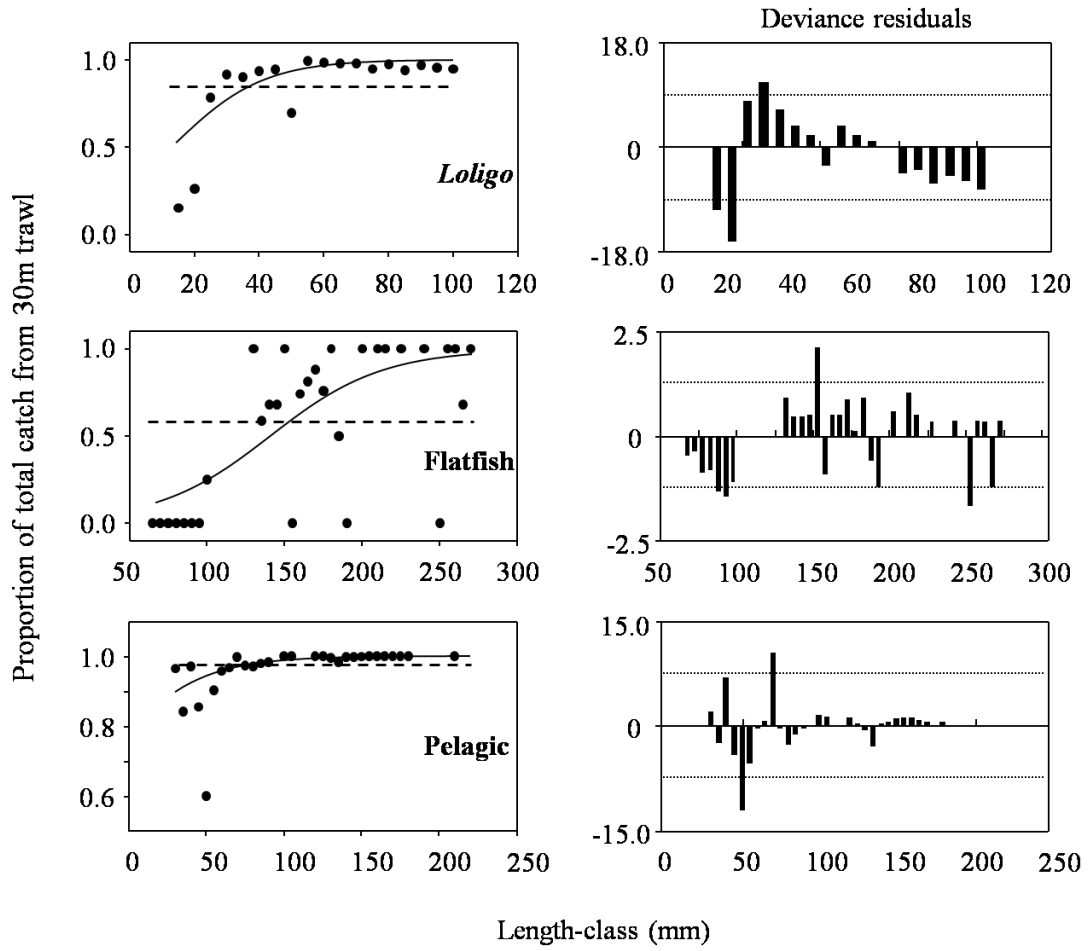 Deviance residuals
Proportion of total catch from 30m trawl
1.0
0.5
0.0
Loligo
0 20 40 60 80 100 120
18.0
0
-18.0
0 20 40 60 80 100 120
1.0
0.5
0.0
Flatfish
50 100 150 200 250 300
2.5
0
-2.5
50 100 150 200 250 300
1.0
0.8
0.6
Pelagic
0 50 100 150 200 250
15.0
0
-15.0
0 50 100 150 200 250
Length-class (mm)